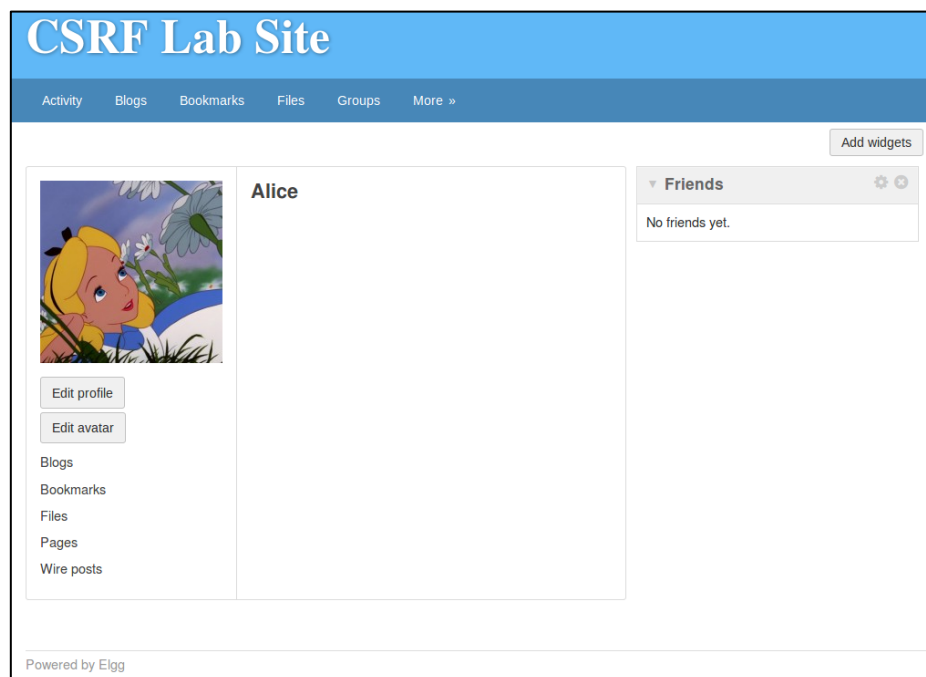 CSRF Lab Site
Activity Blogs Bookmarks Files Groups More »
Add widgets
Alice
Friends
No friends yet.
Edit profile
Edit avatar
Blogs
Bookmarks
Files
Pages
Wire posts
Powered by Elgg